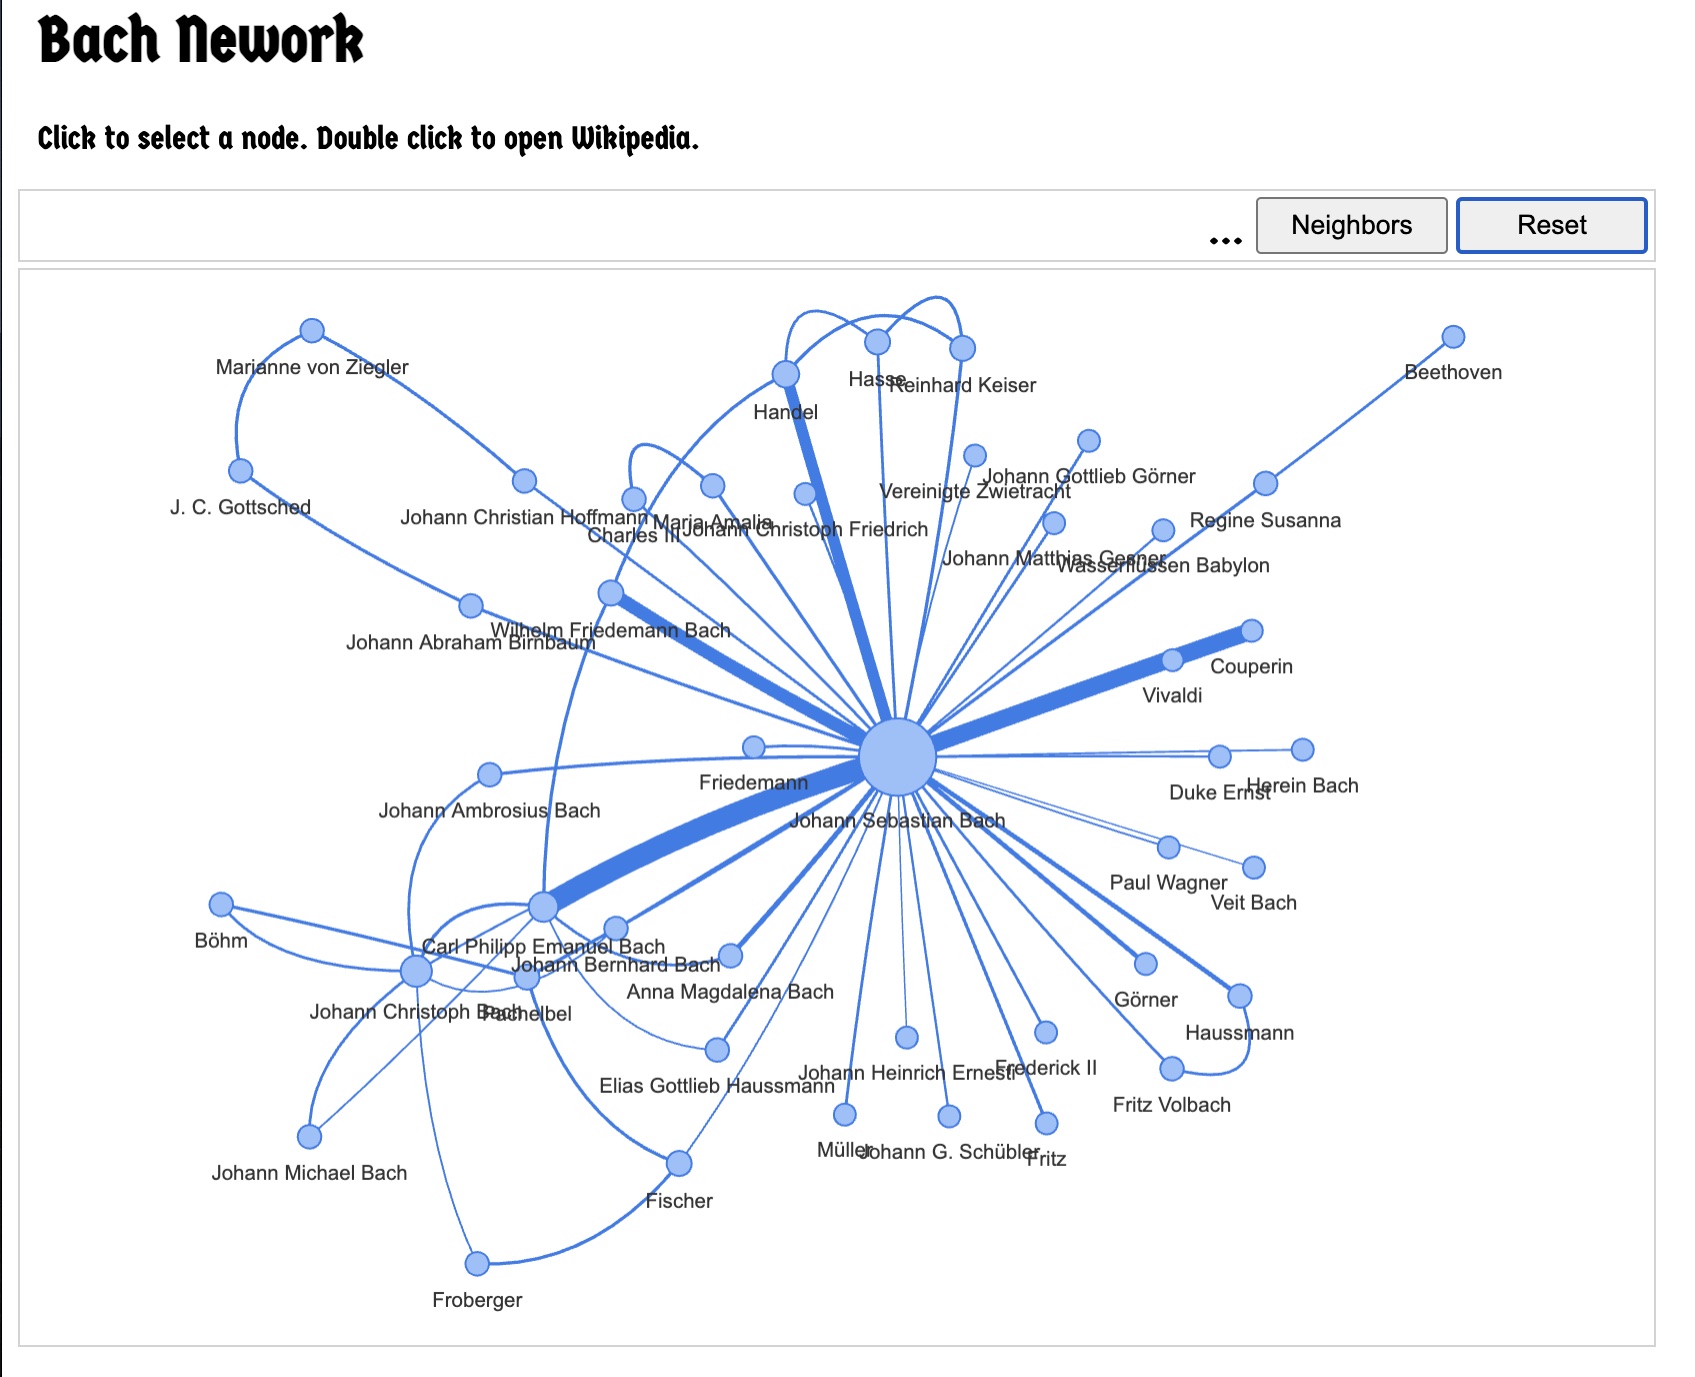 Bach Nework
Click to select a node. Double click to open Wikipedia.
...
Neighbors
Reset
Marianne von Ziegler
Hasse
Reinhard Keiser
Beethoven
Handel
J. C. Gottsched
Johann Christian Hoffmann
Charles III
Maria Amalia
Johann Christoph Friedrich
Vereinigte Zwietracht
Johann Gottlieb Görner
Regine Susanna
Johann Matthias Gesner
Wasserflüssen Babylon
Wilhelm Friedemann Bach
Johann Abraham Birnbaum
Couperin
Vivaldi
Friedemann
Duke Ernst
Herein Bach
Johann Ambrosius Bach
Johann Sebastian Bach
Paul Wagner
Veit Bach
Böhm
Carl Philipp Emanuel Bach
Johann Bernhard Bach
Anna Magdalena Bach
Johann Christoph Bach
Pachelbel
Görner
Haussmann
Elias Gottlieb Haussmann
Johann Heinrich Ernesti
Frederick II
Fritz Volbach
Müller
Johann G. Schübler
Fritz
Johann Michael Bach
Fischer
Froberger